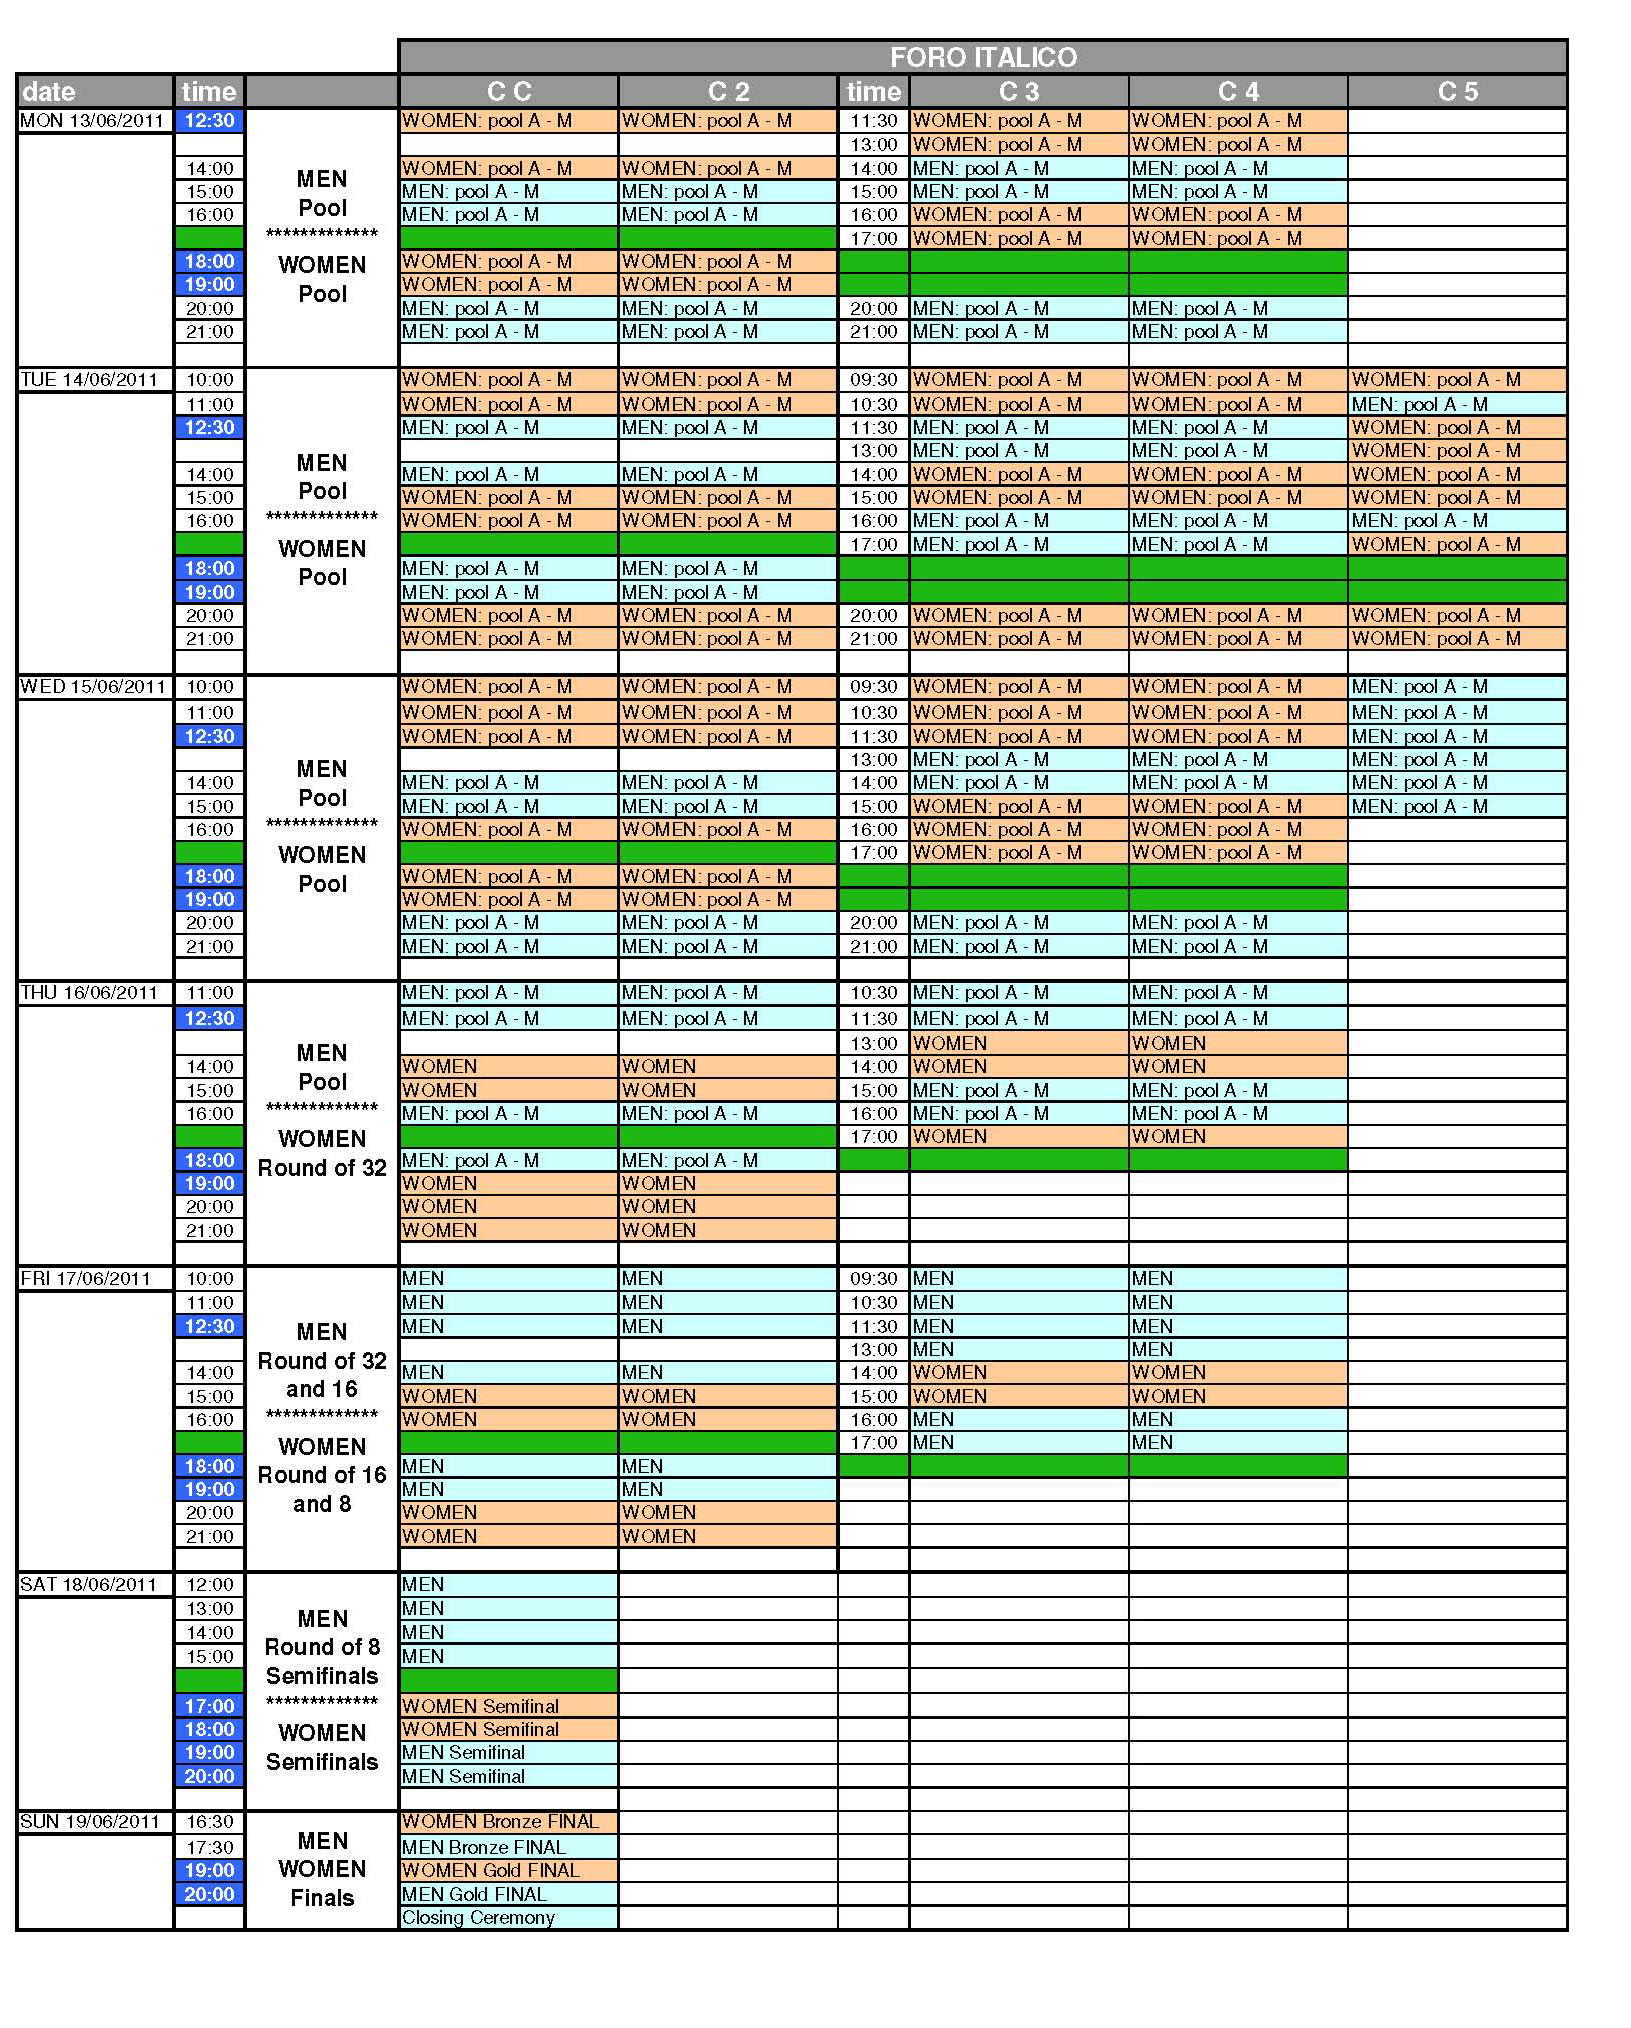 FORO ITALICO
date time C C C 2 time C 3 C 4 C 5
MON 13/06/2011 12:30 WOMEN: pool A - M WOMEN: pool A - M 11:30 WOMEN: pool A - M WOMEN: pool A - M
13:00 WOMEN: pool A - M WOMEN: pool A - M
14:00 WOMEN: pool A - M WOMEN: pool A - M 14:00 MEN: pool A - M MEN: pool A - M
MEN
15:00 MEN: pool A - M MEN: pool A - M 15:00 MEN: pool A - M MEN: pool A - M
Pool
16:00 MEN: pool A - M MEN: pool A - M 16:00 WOMEN: pool A - M WOMEN: pool A - M
*************
17:00 WOMEN: pool A - M WOMEN: pool A - M
WOMEN
18:00 WOMEN: pool A - M WOMEN: pool A - M
19:00 WOMEN: pool A - M WOMEN: pool A - M
Pool
20:00 MEN: pool A - M MEN: pool A - M 20:00 MEN: pool A - M MEN: pool A - M
21:00 MEN: pool A - M MEN: pool A - M 21:00 MEN: pool A - M MEN: pool A - M
TUE 14/06/2011 10:00 WOMEN: pool A - M WOMEN: pool A - M 09:30 WOMEN: pool A - M WOMEN: pool A - M WOMEN: pool A - M
11:00 WOMEN: pool A - M WOMEN: pool A - M 10:30 WOMEN: pool A - M WOMEN: pool A - M MEN: pool A - M
12:30 MEN: pool A - M MEN: pool A - M 11:30 MEN: pool A - M MEN: pool A - M WOMEN: pool A - M
13:00 MEN: pool A - M MEN: pool A - M WOMEN: pool A - M
MEN
14:00 MEN: pool A - M MEN: pool A - M 14:00 WOMEN: pool A - M WOMEN: pool A - M WOMEN: pool A - M
Pool
15:00 WOMEN: pool A - M WOMEN: pool A - M 15:00 WOMEN: pool A - M WOMEN: pool A - M WOMEN: pool A - M
*************
16:00 WOMEN: pool A - M WOMEN: pool A - M 16:00 MEN: pool A - M MEN: pool A - M MEN: pool A - M
17:00 MEN: pool A - M MEN: pool A - M WOMEN: pool A - M
WOMEN
18:00 MEN: pool A - M MEN: pool A - M
Pool
19:00 MEN: pool A - M MEN: pool A - M
20:00 WOMEN: pool A - M WOMEN: pool A - M 20:00 WOMEN: pool A - M WOMEN: pool A - M WOMEN: pool A - M
21:00 WOMEN: pool A - M WOMEN: pool A - M 21:00 WOMEN: pool A - M WOMEN: pool A - M WOMEN: pool A - M
WED 15/06/2011 10:00 WOMEN: pool A - M WOMEN: pool A - M 09:30 WOMEN: pool A - M WOMEN: pool A - M MEN: pool A - M
11:00 WOMEN: pool A - M WOMEN: pool A - M 10:30 WOMEN: pool A - M WOMEN: pool A - M MEN: pool A - M
12:30 WOMEN: pool A - M WOMEN: pool A - M 11:30 WOMEN: pool A - M WOMEN: pool A - M MEN: pool A - M
13:00 MEN: pool A - M MEN: pool A - M MEN: pool A - M
MEN
14:00 MEN: pool A - M MEN: pool A - M 14:00 MEN: pool A - M MEN: pool A - M MEN: pool A - M
Pool
15:00 MEN: pool A - M MEN: pool A - M 15:00 WOMEN: pool A - M WOMEN: pool A - M MEN: pool A - M
*************
16:00 WOMEN: pool A - M WOMEN: pool A - M 16:00 WOMEN: pool A - M WOMEN: pool A - M
17:00 WOMEN: pool A - M WOMEN: pool A - M
WOMEN
18:00 WOMEN: pool A - M WOMEN: pool A - M
Pool
19:00 WOMEN: pool A - M WOMEN: pool A - M
20:00 MEN: pool A - M MEN: pool A - M 20:00 MEN: pool A - M MEN: pool A - M
21:00 MEN: pool A - M MEN: pool A - M 21:00 MEN: pool A - M MEN: pool A - M
THU 16/06/2011 11:00 MEN: pool A - M MEN: pool A - M 10:30 MEN: pool A - M MEN: pool A - M
12:30 MEN: pool A - M MEN: pool A - M 11:30 MEN: pool A - M MEN: pool A - M
13:00 WOMEN WOMEN
MEN
14:00 WOMEN WOMEN 14:00 WOMEN WOMEN
Pool
15:00 WOMEN WOMEN 15:00 MEN: pool A - M MEN: pool A - M
*************
16:00 MEN: pool A - M MEN: pool A - M 16:00 MEN: pool A - M MEN: pool A - M
17:00 WOMEN WOMEN
WOMEN
18:00 MEN: pool A - M MEN: pool A - M
Round of 32
19:00 WOMEN WOMEN
20:00 WOMEN WOMEN
21:00 WOMEN WOMEN
FRI 17/06/2011 10:00 MEN MEN 09:30 MEN MEN
11:00 MEN MEN 10:30 MEN MEN
12:30 MEN MEN 11:30 MEN MEN
MEN
13:00 MEN MEN
Round of 32
14:00 MEN MEN 14:00 WOMEN WOMEN
and 16
15:00 WOMEN WOMEN 15:00 WOMEN WOMEN
*************
16:00 WOMEN WOMEN 16:00 MEN MEN
17:00 MEN MEN
WOMEN
18:00 MEN MEN
Round of 16
19:00 MEN MEN
and 8
20:00 WOMEN WOMEN
21:00 WOMEN WOMEN
SAT 18/06/2011 12:00 MEN
13:00 MEN
MEN
14:00 MEN
Round of 8
15:00 MEN
Semifinals
*************
17:00 WOMEN Semifinal
WOMEN
18:00 WOMEN Semifinal
19:00 MEN Semifinal
Semifinals
20:00 MEN Semifinal
SUN 19/06/2011 16:30 WOMEN Bronze FINAL
MEN
17:30 MEN Bronze FINAL
WOMEN
19:00 WOMEN Gold FINAL
Finals
20:00 MEN Gold FINAL
Closing Ceremony